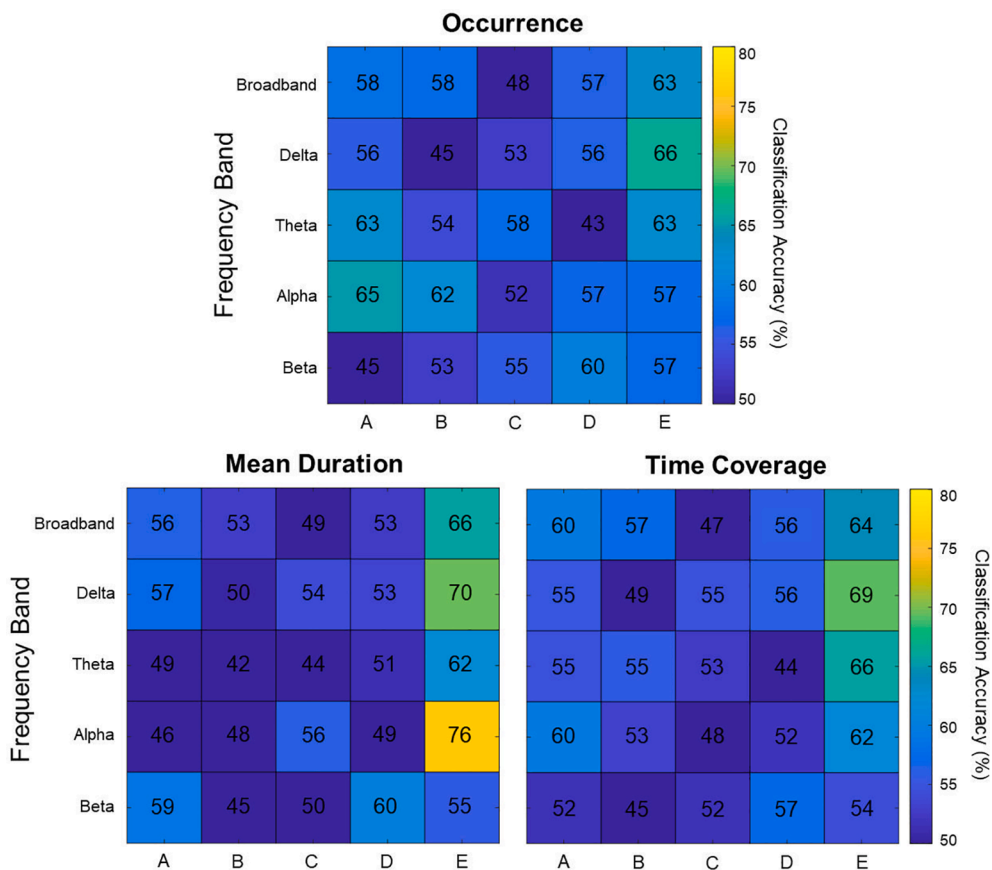 Occurrence
Broadband 58 58 48 57 63
Delta 56 45 53 56 66
Theta 63 54 58 43 63
Alpha 65 62 52 57 57
Beta 45 53 55 60 57
A B C D E
Frequency Band
80
75
70
65
60
55
50
Classification Accuracy (%)
Mean Duration
Broadband 56 53 49 53 66
Delta 57 50 54 53 70
Theta 49 42 44 51 62
Alpha 46 48 56 49 76
Beta 59 45 50 60 55
A B C D E
Frequency Band
Time Coverage
60 57 47 56 64
55 49 55 56 69
55 55 53 44 66
60 53 48 52 62
52 45 52 57 54
A B C D E
80
75
70
65
60
55
50
Classification Accuracy (%)